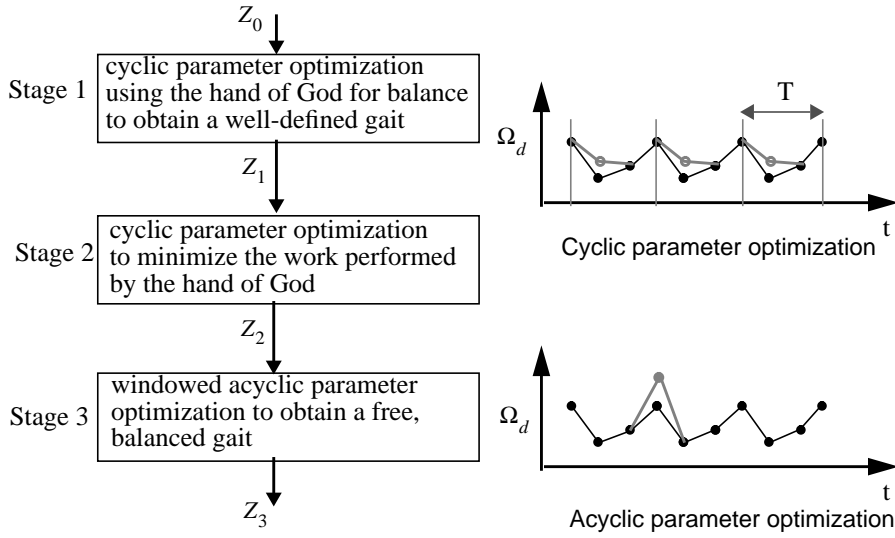 Z0
Stage 1
cyclic parameter optimization
using the hand of God for balance
to obtain a well-defined gait
Z1
Stage 2
cyclic parameter optimization
to minimize the work performed
by the hand of God
Z2
Stage 3
windowed acyclic parameter
optimization to obtain a free,
balanced gait
Z3
T
Ωd
t
Cyclic parameter optimization
Ωd
t
Acyclic parameter optimization